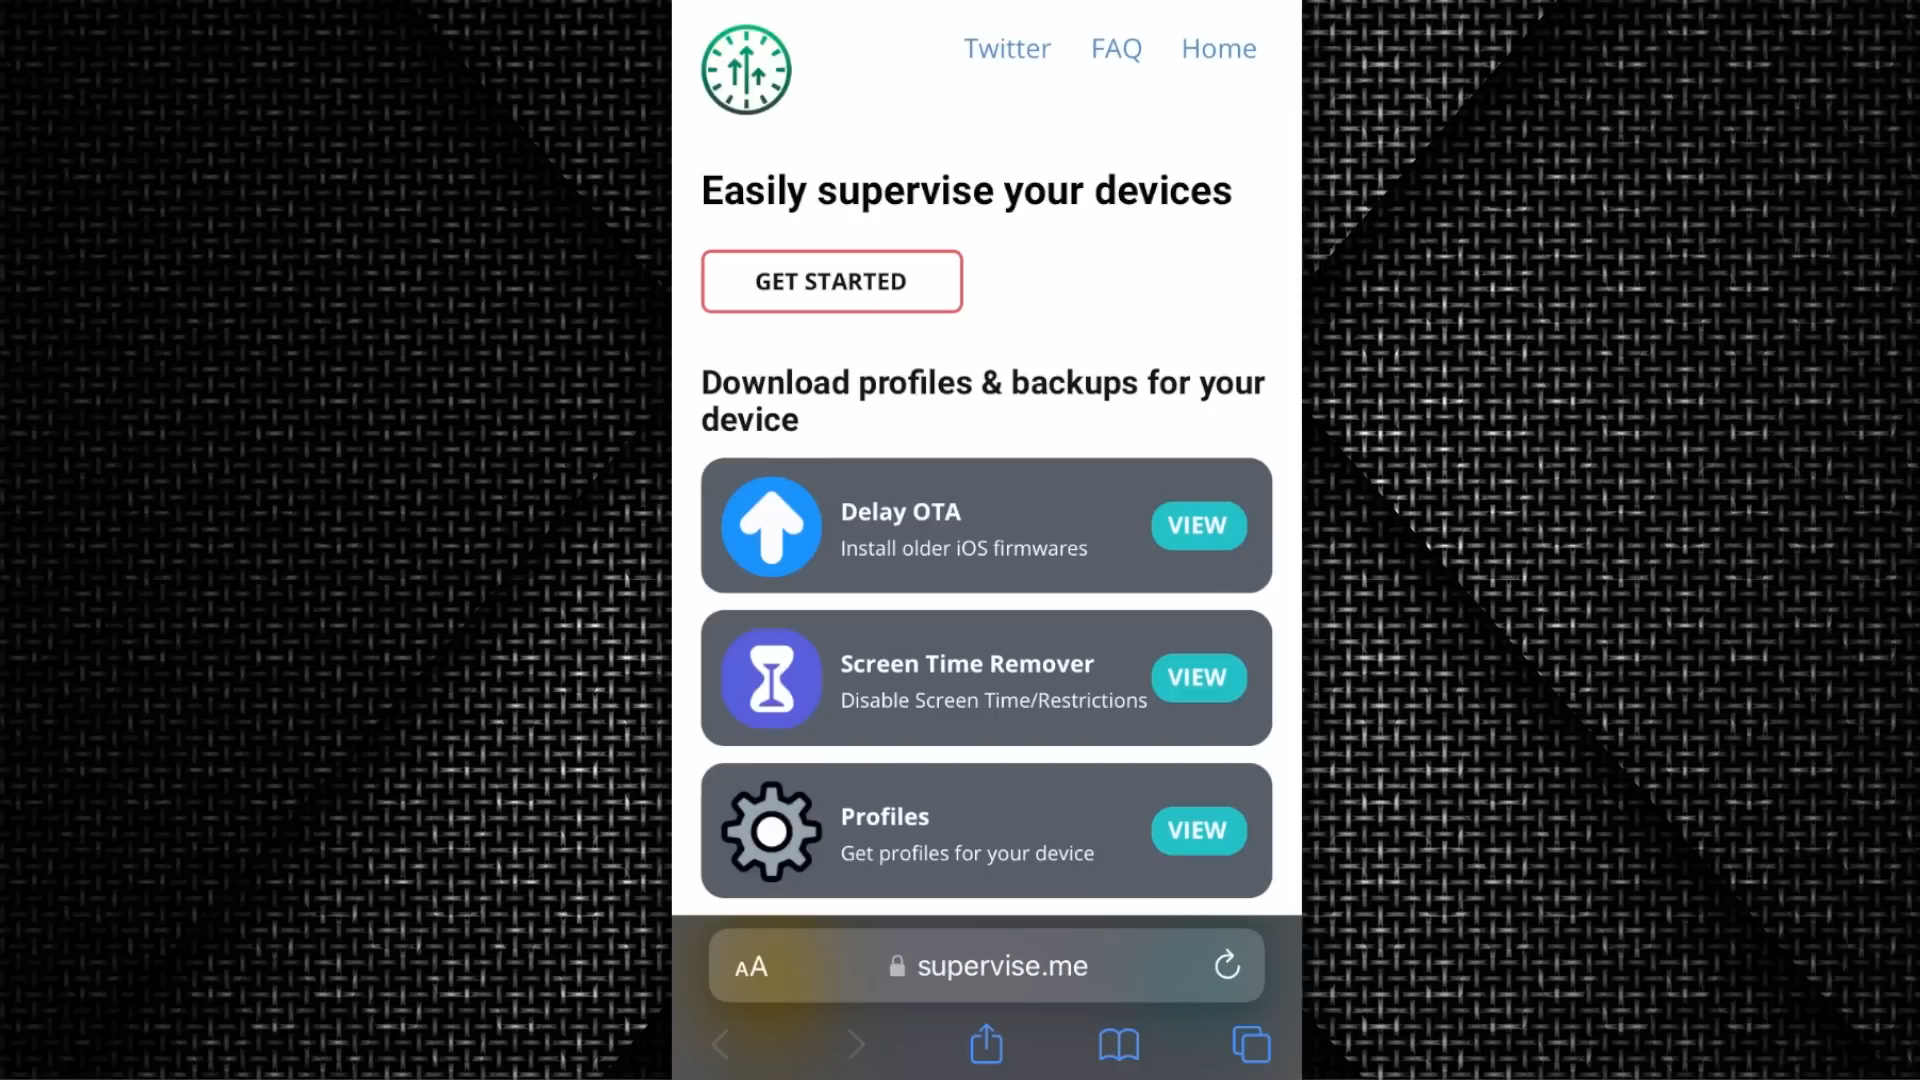 Twitter FAQ Home
Easily supervise your devices
GET STARTED
Download profiles & backups for your
device
Delay OTA
Install older iOS firmwares
VIEW
Screen Time Remover
Disable Screen Time/Restrictions
VIEW
Profiles
Get profiles for your device
VIEW
AA supervise.me